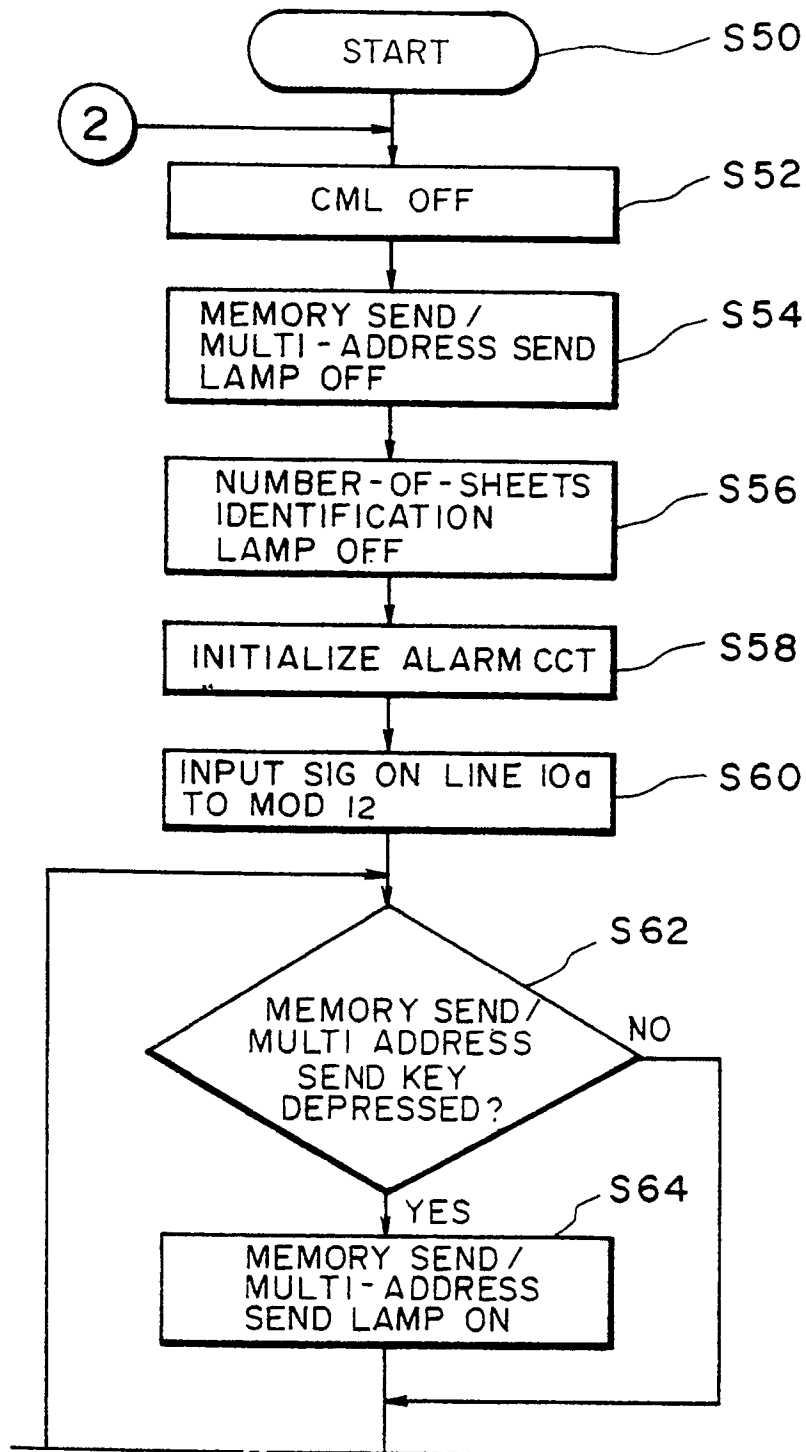 START
S50
2
CML OFF
S52
MEMORY SEND/
MULTI-ADDRESS SEND
LAMP OFF
S54
NUMBER-OF-SHEETS
IDENTIFICATION
LAMP OFF
S56
INITIALIZE ALARM CCT
S58
INPUT SIG ON LINE 10a
TO MOD 12
S60
S62
MEMORY SEND/
MULTI ADDRESS
SEND KEY
DEPRESSED?
NO
YES
S64
MEMORY SEND/
MULTI-ADDRESS
SEND LAMP ON